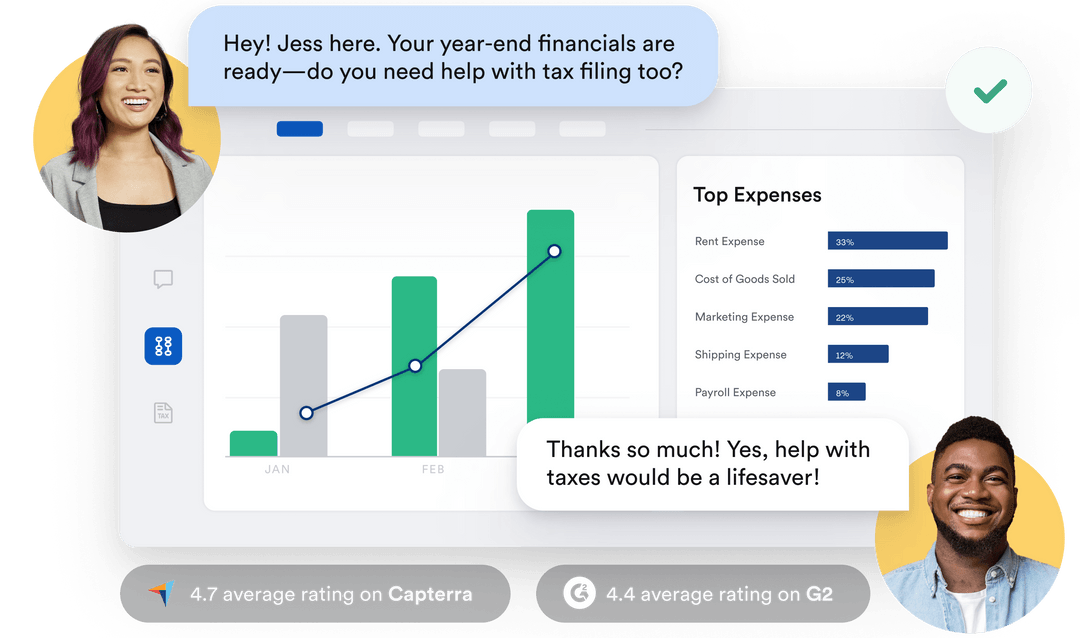 Hey! Jess here. Your year-end financials are
ready—do you need help with tax filing too?
Top Expenses
Rent Expense 33%
Cost of Goods Sold 25%
Marketing Expense 22%
Shipping Expense 12%
Payroll Expense 8%
TAX
JAN FEB
Thanks so much! Yes, help with
taxes would be a lifesaver!
4.7 average rating on Capterra
G2 4.4 average rating on G2